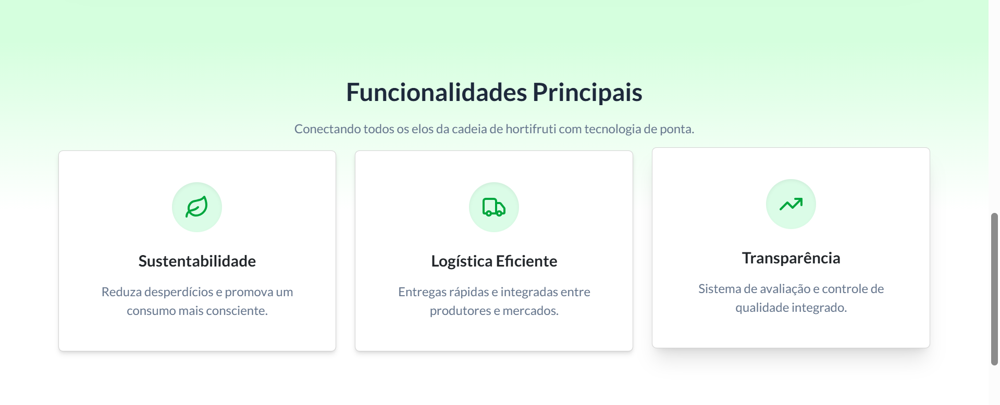 Funcionalidades Principais
Conectando todos os elos da cadeia de hortifruti com tecnologia de ponta.
Sustentabilidade
Reduza desperdícios e promova um
consumo mais consciente.
Logística Eficiente
Entregas rápidas e integradas entre
produtores e mercados.
Transparência
Sistema de avaliação e controle de
qualidade integrado.